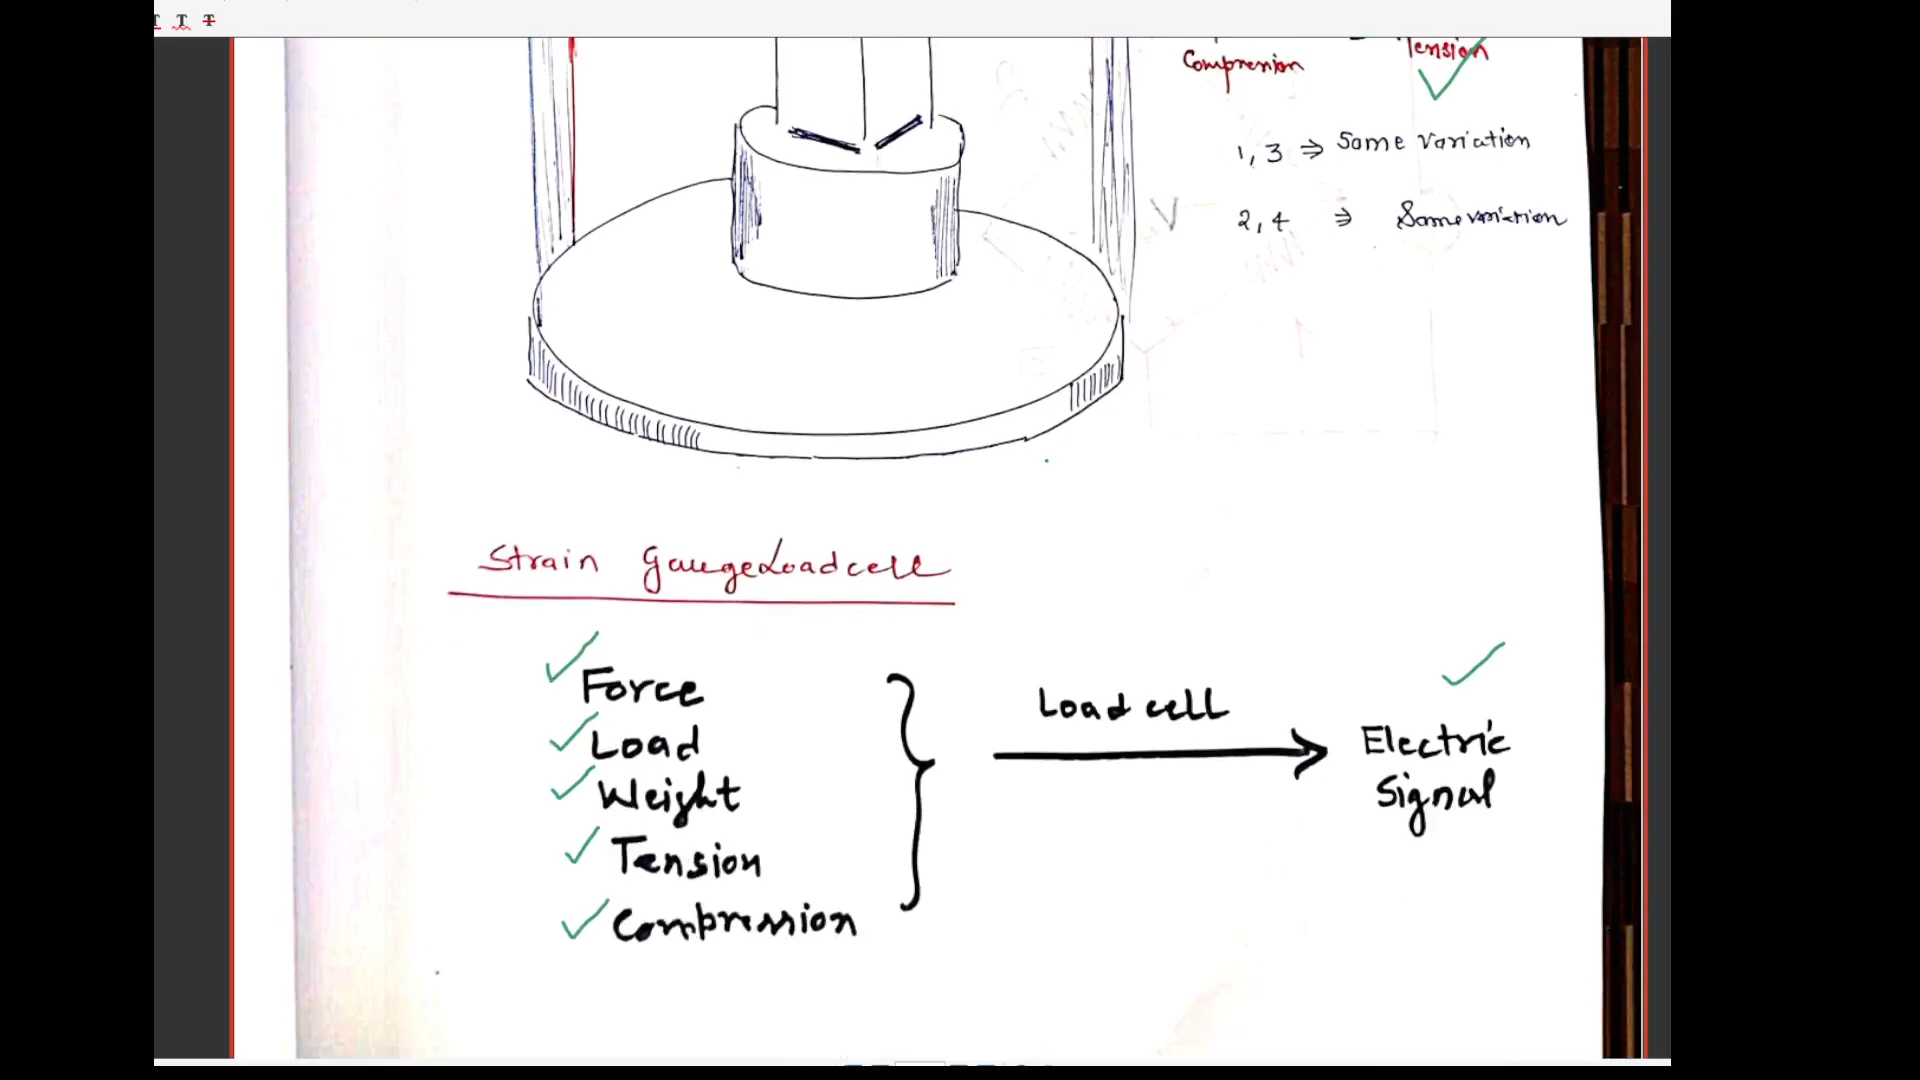 Compression
Tension
1, 3 ⇒ Same Variation
2, 4 ⇒ Same variation
Strain Gauge Load cell
Force
Load
Weight
Tension
Compression
Load cell
Electric
Signal